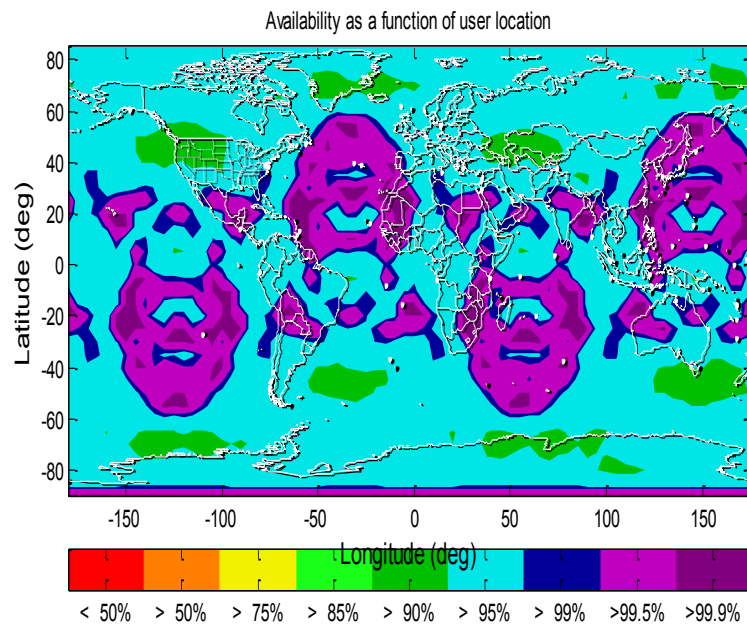 Availability as a function of user location
80
60
40
20
0
-20
-40
-60
-80
Latitude (deg)
-150 -100 -50 0 50 100 150
Longitude (deg)
< 50% > 50% > 75% > 85% > 90% > 95% > 99% >99.5% >99.9%